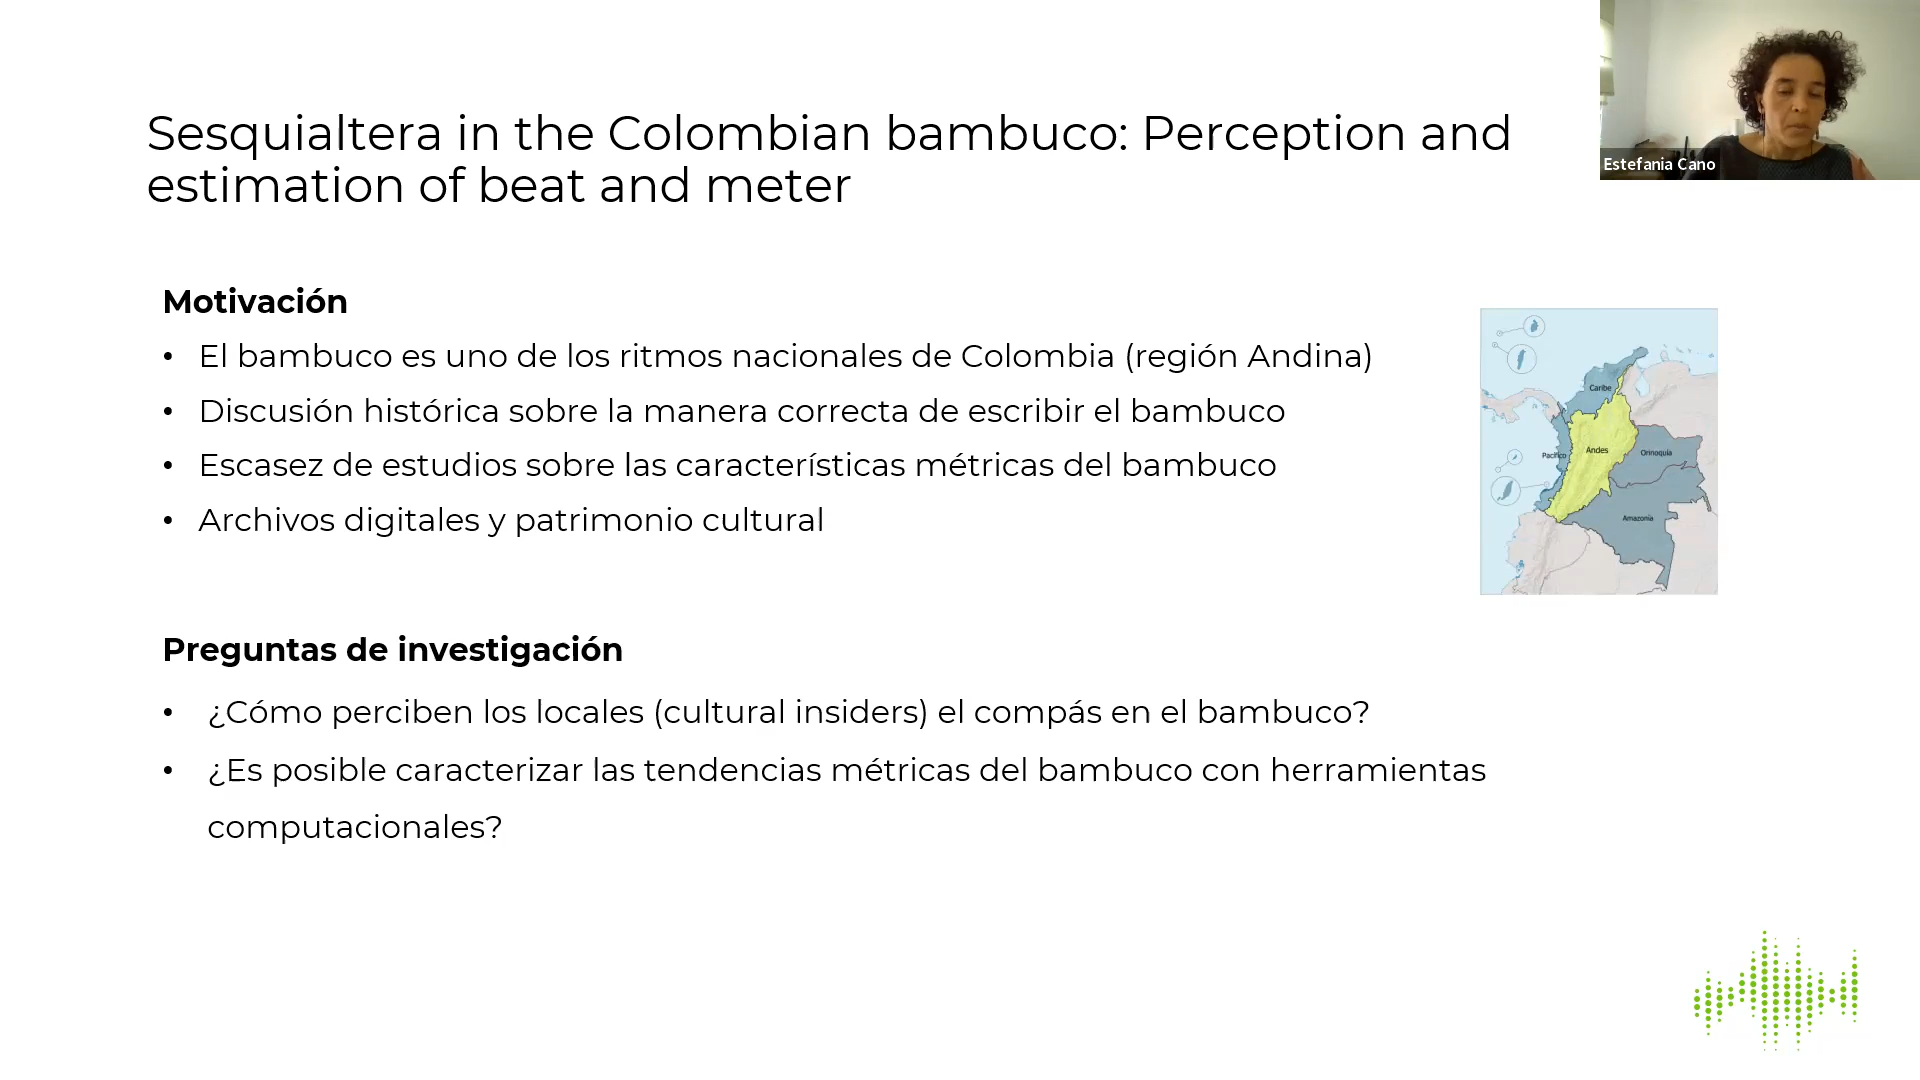 Sesquialtera in the Colombian bambuco: Perception and
estimation of beat and meter
Estefania Cano
Motivación
• El bambuco es uno de los ritmos nacionales de Colombia (región Andina)
• Discusión histórica sobre la manera correcta de escribir el bambuco
• Escasez de estudios sobre las características métricas del bambuco
• Archivos digitales y patrimonio cultural
Caribe
Andes
Pacífico
Orinoquía
Amazonía
Preguntas de investigación
• ¿Cómo perciben los locales (cultural insiders) el compás en el bambuco?
• ¿Es posible caracterizar las tendencias métricas del bambuco con herramientas
computacionales?